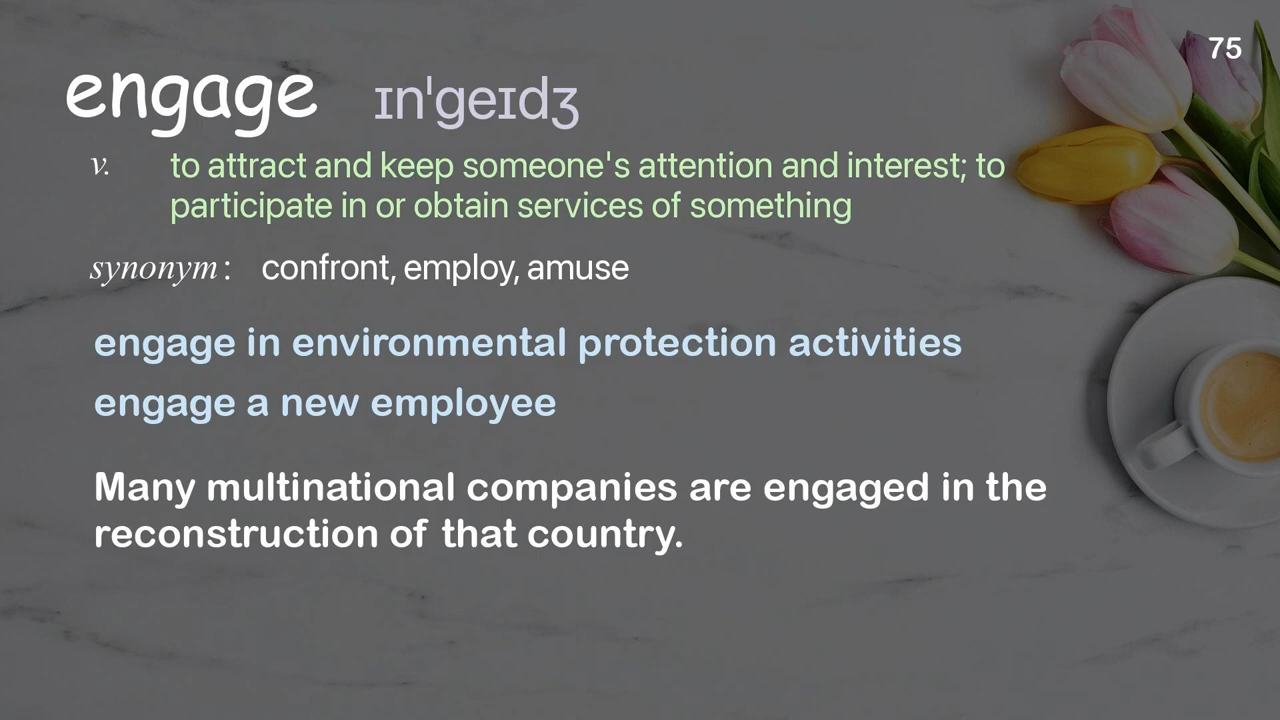 75
engage ɪnˈgeɪdʒ
v. to attract and keep someone's attention and interest; to
participate in or obtain services of something
synonym: confront, employ, amuse
engage in environmental protection activities
engage a new employee
Many multinational companies are engaged in the
reconstruction of that country.